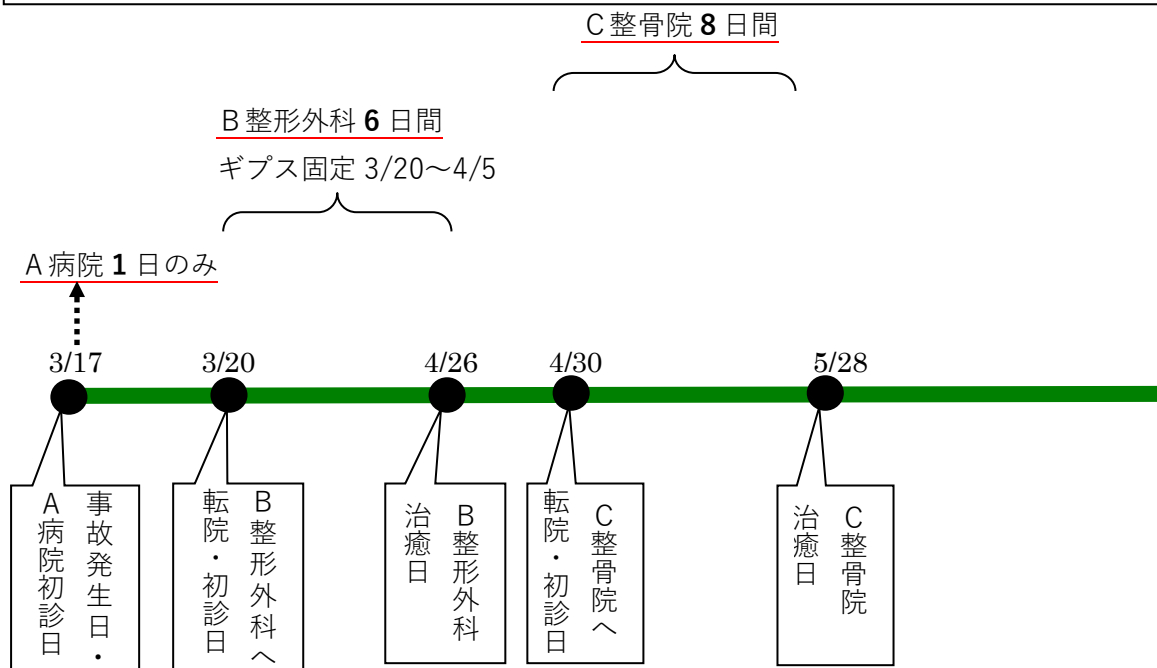 C整骨院 8 日間
B整形外科 6 日間
ギプス固定 3/20～4/5
A病院 1 日のみ
3/17
3/20
4/26
4/30
5/28
事故発生日・
A病院初診日
B整形外科へ
転院・初診日
B整形外科
治癒日
C整骨院へ
転院・初診日
C整骨院
治癒日